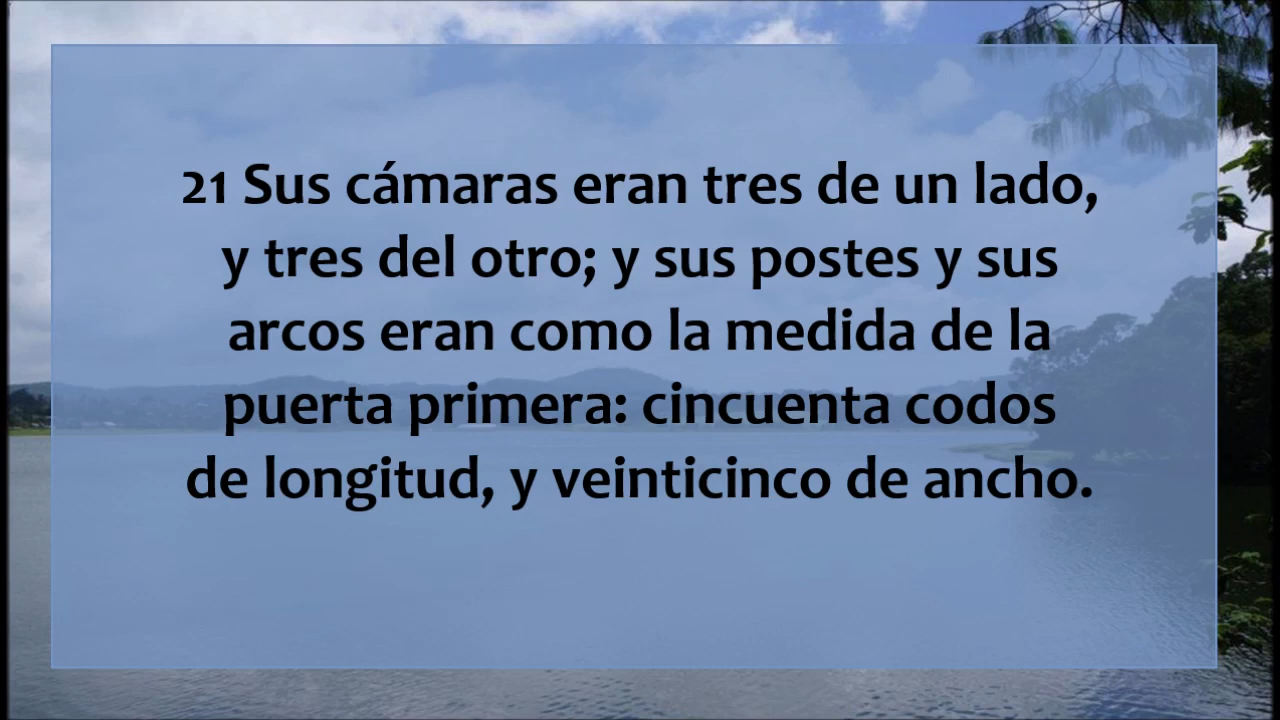 21 Sus cámaras eran tres de un lado,
y tres del otro; y sus postes y sus
arcos eran como la medida de la
puerta primera: cincuenta codos
de longitud, y veinticinco de ancho.